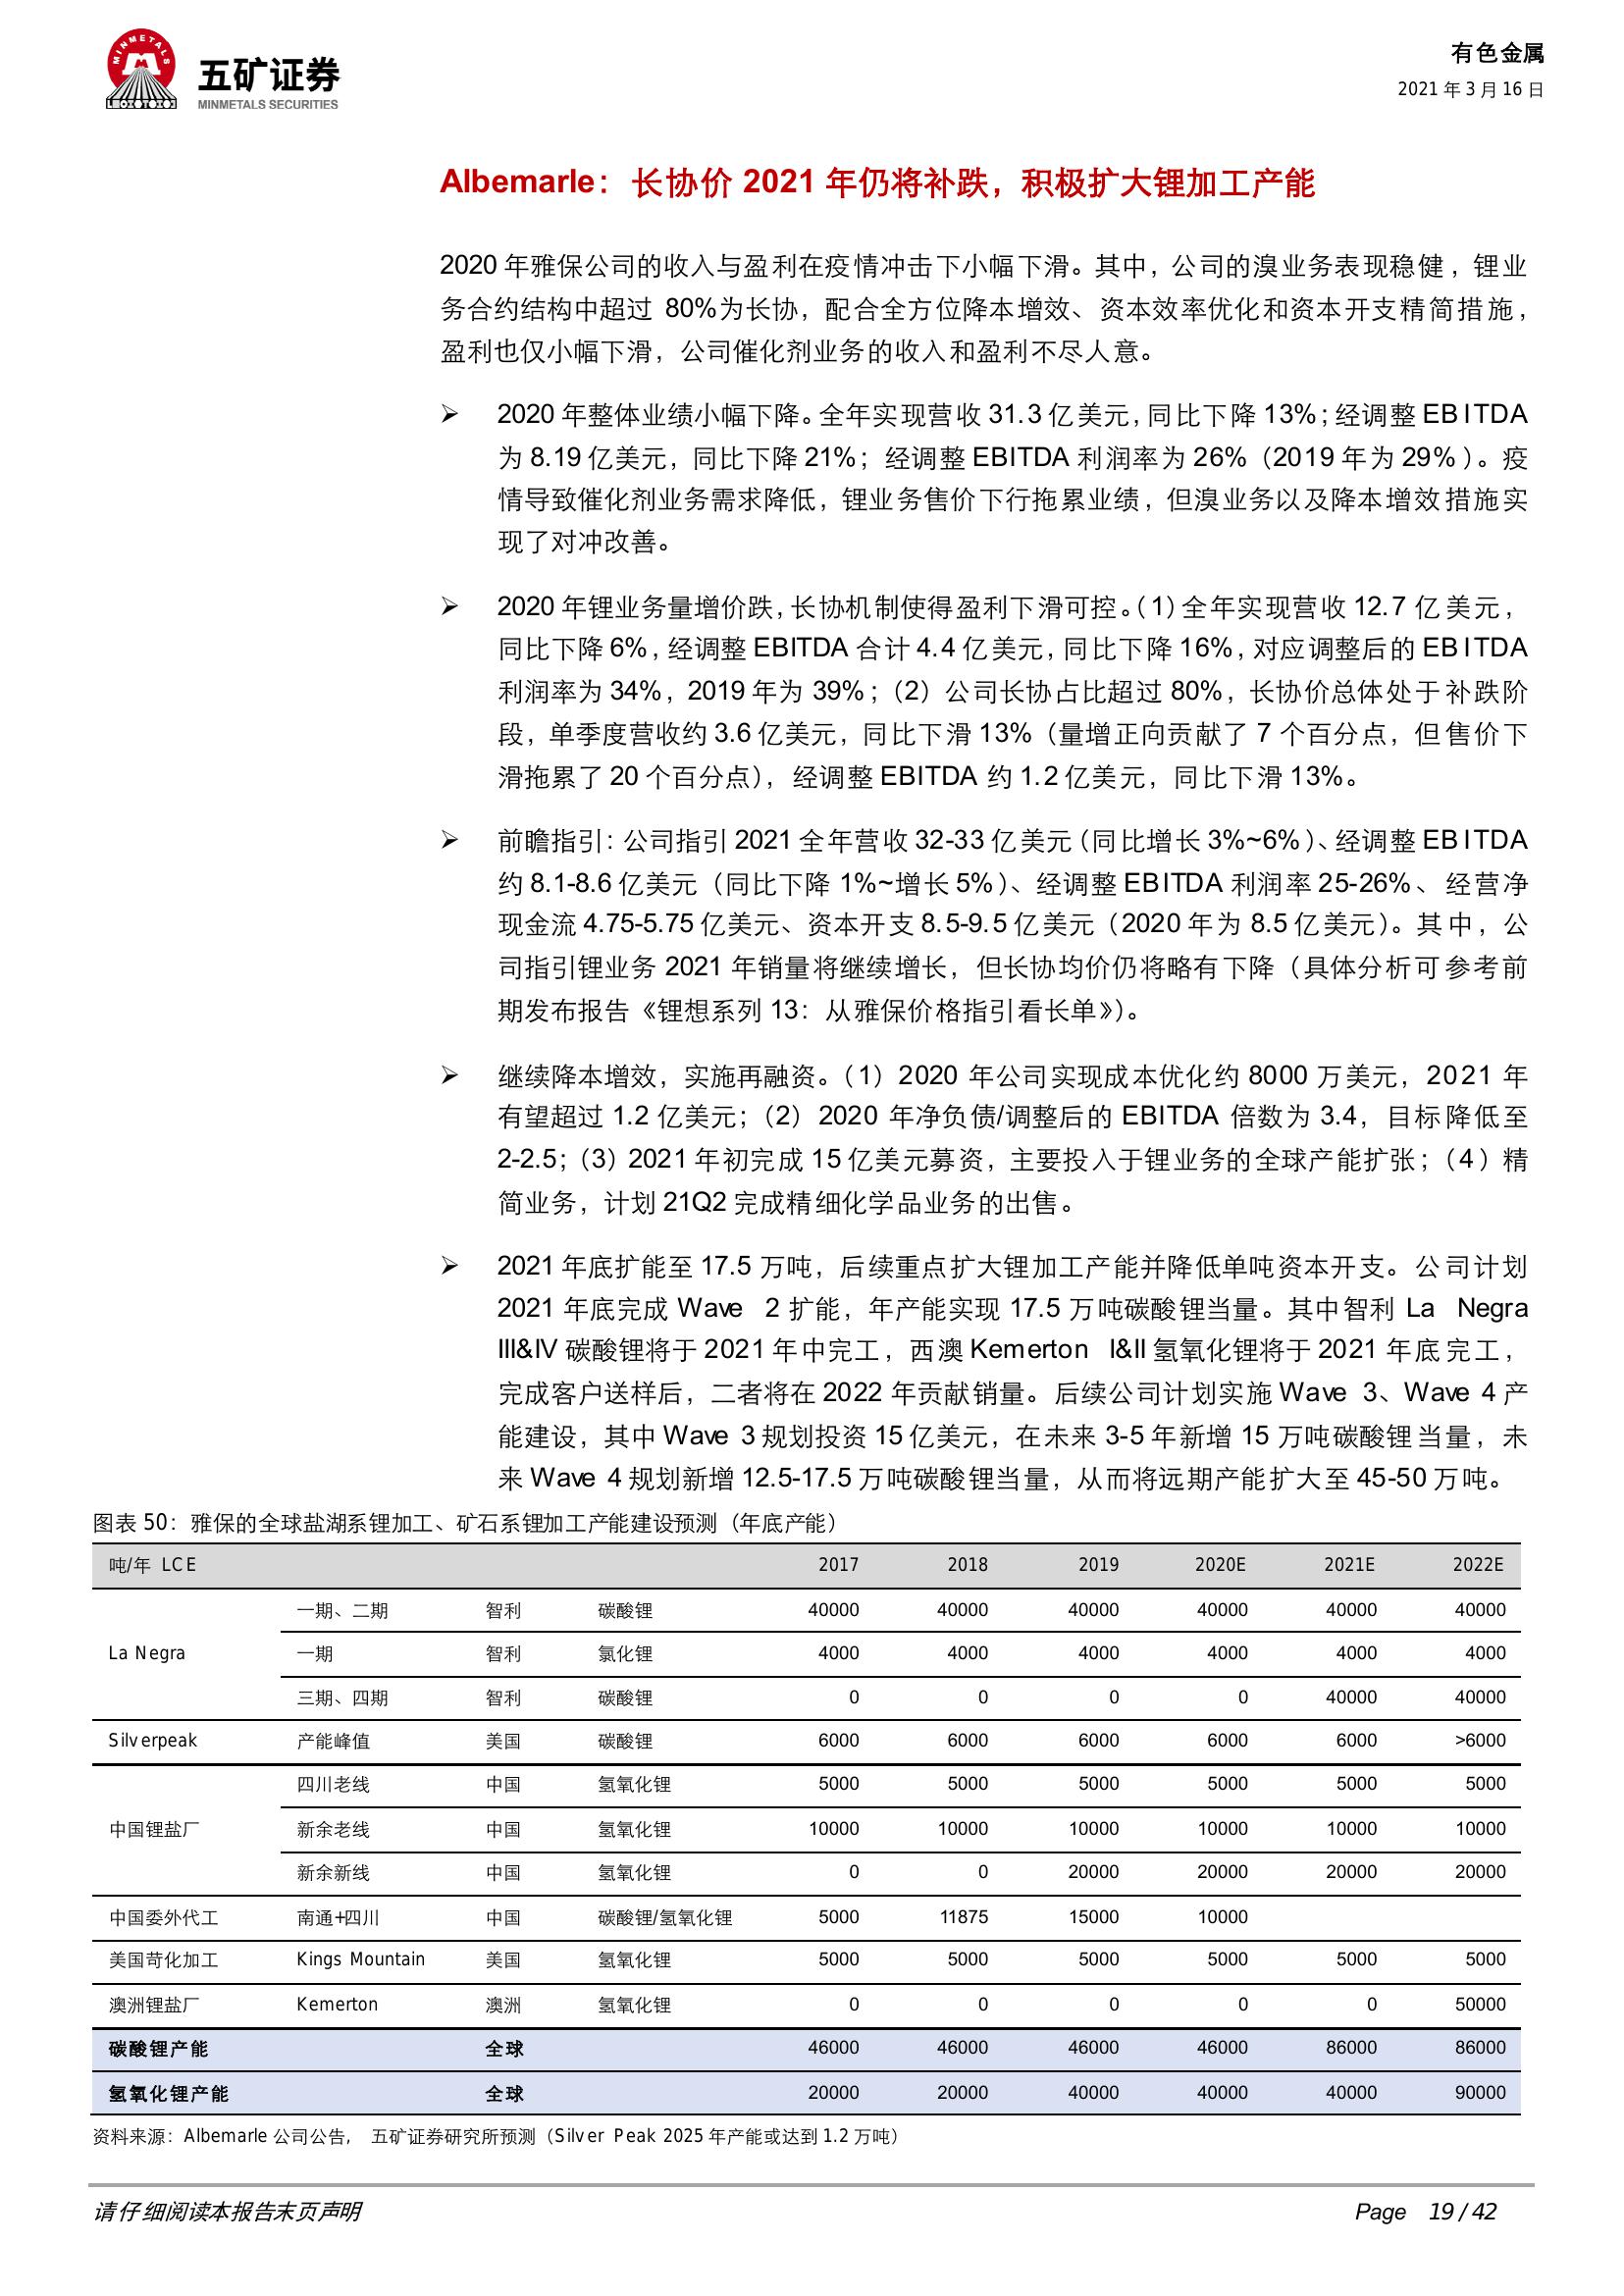 MINMETALS
五矿证券
MINMETALS SECURITIES
有色金属
2021 年 3 月 16 日
Albemarle：长协价 2021 年仍将补跌，积极扩大锂加工产能
2020 年雅保公司的收入与盈利在疫情冲击下小幅下滑。其中，公司的溴业务表现稳健，锂业
务合约结构中超过 80%为长协，配合全方位降本增效、资本效率优化和资本开支精简措施，
盈利也仅小幅下滑，公司催化剂业务的收入和盈利不尽人意。
➢ 2020 年整体业绩小幅下降。全年实现营收 31.3 亿美元，同比下降 13%；经调整 EBITDA
为 8.19 亿美元，同比下降 21%；经调整 EBITDA 利润率为 26%（2019 年为 29%）。疫
情导致催化剂业务需求降低，锂业务售价下行拖累业绩，但溴业务以及降本增效措施实
现了对冲改善。
➢ 2020 年锂业务量增价跌，长协机制使得盈利下滑可控。（1）全年实现营收 12.7 亿美元，
同比下降 6%，经调整 EBITDA 合计 4.4 亿美元，同比下降 16%，对应调整后的 EBITDA
利润率为 34%，2019 年为 39%；（2）公司长协占比超过 80%，长协价总体处于补跌阶
段，单季度营收约 3.6 亿美元，同比下滑 13%（量增正向贡献了 7 个百分点，但售价下
滑拖累了 20 个百分点），经调整 EBITDA 约 1.2 亿美元，同比下滑 13%。
➢ 前瞻指引：公司指引 2021 全年营收 32-33 亿美元（同比增长 3%~6%）、经调整 EBITDA
约 8.1-8.6 亿美元（同比下降 1%~增长 5%）、经调整 EBITDA 利润率 25-26%、经营净
现金流 4.75-5.75 亿美元、资本开支 8.5-9.5 亿美元（2020 年为 8.5 亿美元）。其中，公
司指引锂业务 2021 年销量将继续增长，但长协均价仍将略有下降（具体分析可参考前
期发布报告《锂想系列 13：从雅保价格指引看长单》）。
➢ 继续降本增效，实施再融资。（1）2020 年公司实现成本优化约 8000 万美元，2021 年
有望超过 1.2 亿美元；（2）2020 年净负债/调整后的 EBITDA 倍数为 3.4，目标降低至
2-2.5；（3）2021 年初完成 15 亿美元募资，主要投入于锂业务的全球产能扩张；（4）精
简业务，计划 21Q2 完成精细化学品业务的出售。
➢ 2021 年底扩能至 17.5 万吨，后续重点扩大锂加工产能并降低单吨资本开支。公司计划
2021 年底完成 Wave 2 扩能，年产能实现 17.5 万吨碳酸锂当量。其中智利 La Negra
III&IV 碳酸锂将于 2021 年中完工，西澳 Kemerton I&II 氢氧化锂将于 2021 年底完工，
完成客户送样后，二者将在 2022 年贡献销量。后续公司计划实施 Wave 3、Wave 4 产
能建设，其中 Wave 3 规划投资 15 亿美元，在未来 3-5 年新增 15 万吨碳酸锂当量，未
来 Wave 4 规划新增 12.5-17.5 万吨碳酸锂当量，从而将远期产能扩大至 45-50 万吨。
图表 50：雅保的全球盐湖系锂加工、矿石系锂加工产能建设预测（年底产能）
吨/年 LCE 2017 2018 2019 2020E 2021E 2022E
一期、二期 智利 碳酸锂 40000 40000 40000 40000 40000 40000
La Negra 一期 智利 氯化锂 4000 4000 4000 4000 4000 4000
三期、四期 智利 碳酸锂 0 0 0 0 40000 40000
Silverpeak 产能峰值 美国 碳酸锂 6000 6000 6000 6000 6000 >6000
四川老线 中国 氢氧化锂 5000 5000 5000 5000 5000 5000
中国锂盐厂 新余老线 中国 氢氧化锂 10000 10000 10000 10000 10000 10000
新余新线 中国 氢氧化锂 0 0 20000 20000 20000 20000
中国委外代工 南通+四川 中国 碳酸锂/氢氧化锂 5000 11875 15000 10000
美国苛化加工 Kings Mountain 美国 氢氧化锂 5000 5000 5000 5000 5000 5000
澳洲锂盐厂 Kemerton 澳洲 氢氧化锂 0 0 0 0 0 50000
碳酸锂产能 全球 46000 46000 46000 46000 86000 86000
氢氧化锂产能 全球 20000 20000 40000 40000 40000 90000
资料来源：Albemarle 公司公告， 五矿证券研究所预测（Silver Peak 2025 年产能或达到 1.2 万吨）
请仔细阅读本报告末页声明
Page 19 / 42